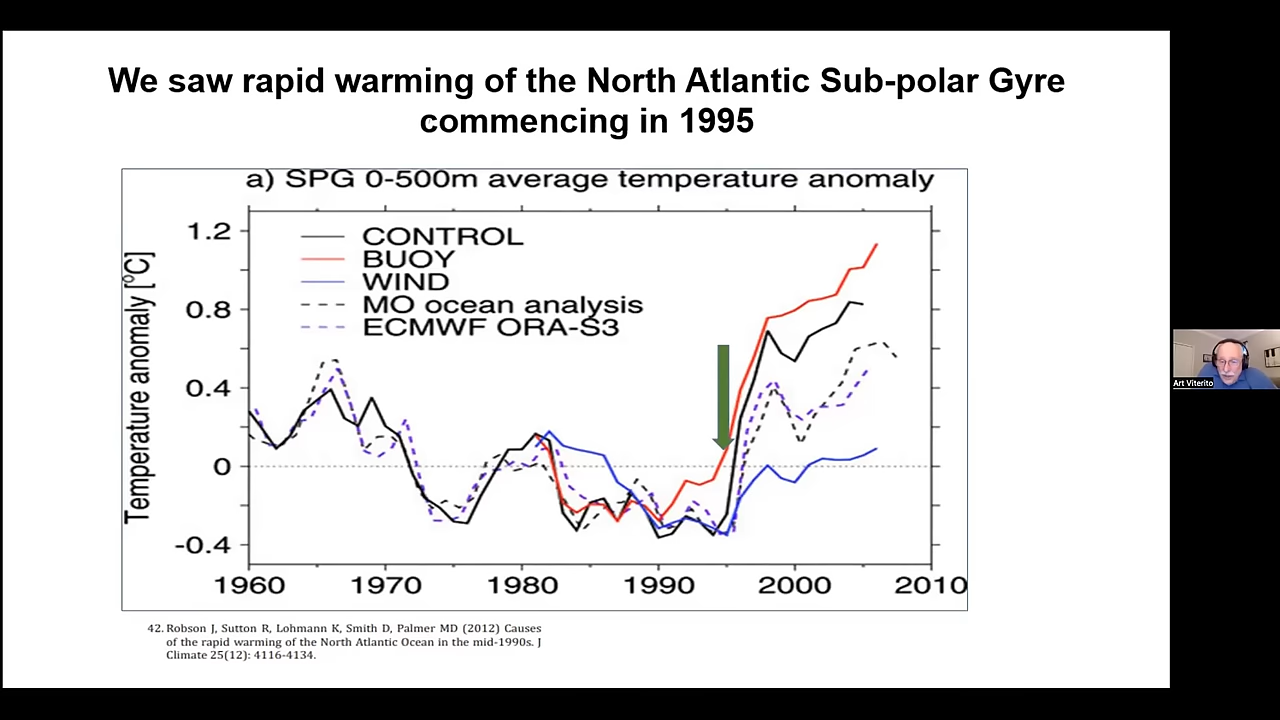 We saw rapid warming of the North Atlantic Sub-polar Gyre
commencing in 1995
a) SPG 0-500m average temperature anomaly
Temperature anomaly [°C]
1.2
0.8
0.4
0
-0.4
CONTROL
BUOY
WIND
MO ocean analysis
ECMWF ORA-S3
1960 1970 1980 1990 2000 2010
42. Robson J, Sutton R, Lohmann K, Smith D, Palmer MD (2012) Causes
of the rapid warming of the North Atlantic Ocean in the mid-1990s. J
Climate 25(12): 4116-4134.
Art Viterito